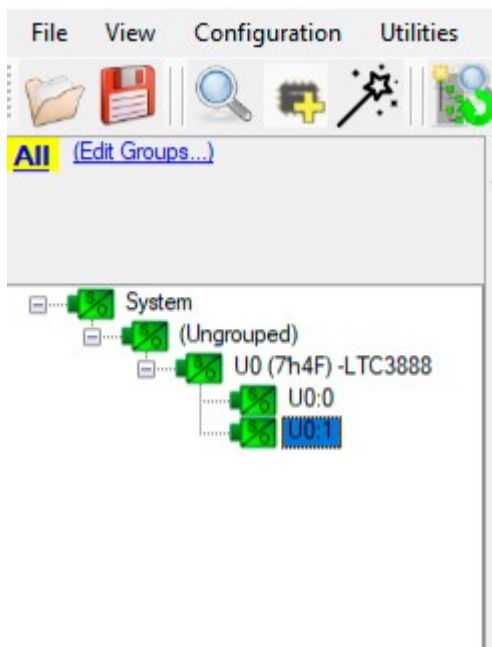 File View Configuration Utilities
All (Edit Groups...)
System
(Ungrouped)
U0 (7'h4F) -LTC3888
U0:0
U0:1